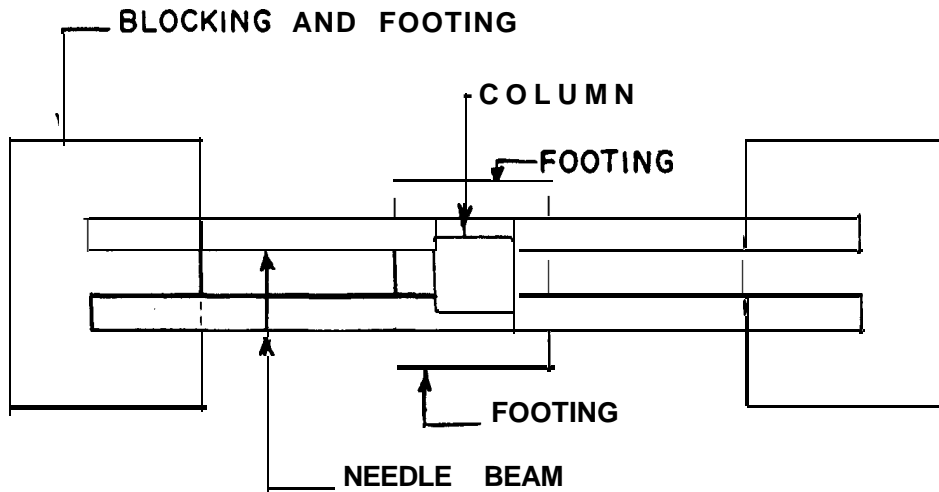 BLOCKING AND FOOTING
COLUMN
FOOTING
FOOTING
NEEDLE BEAM